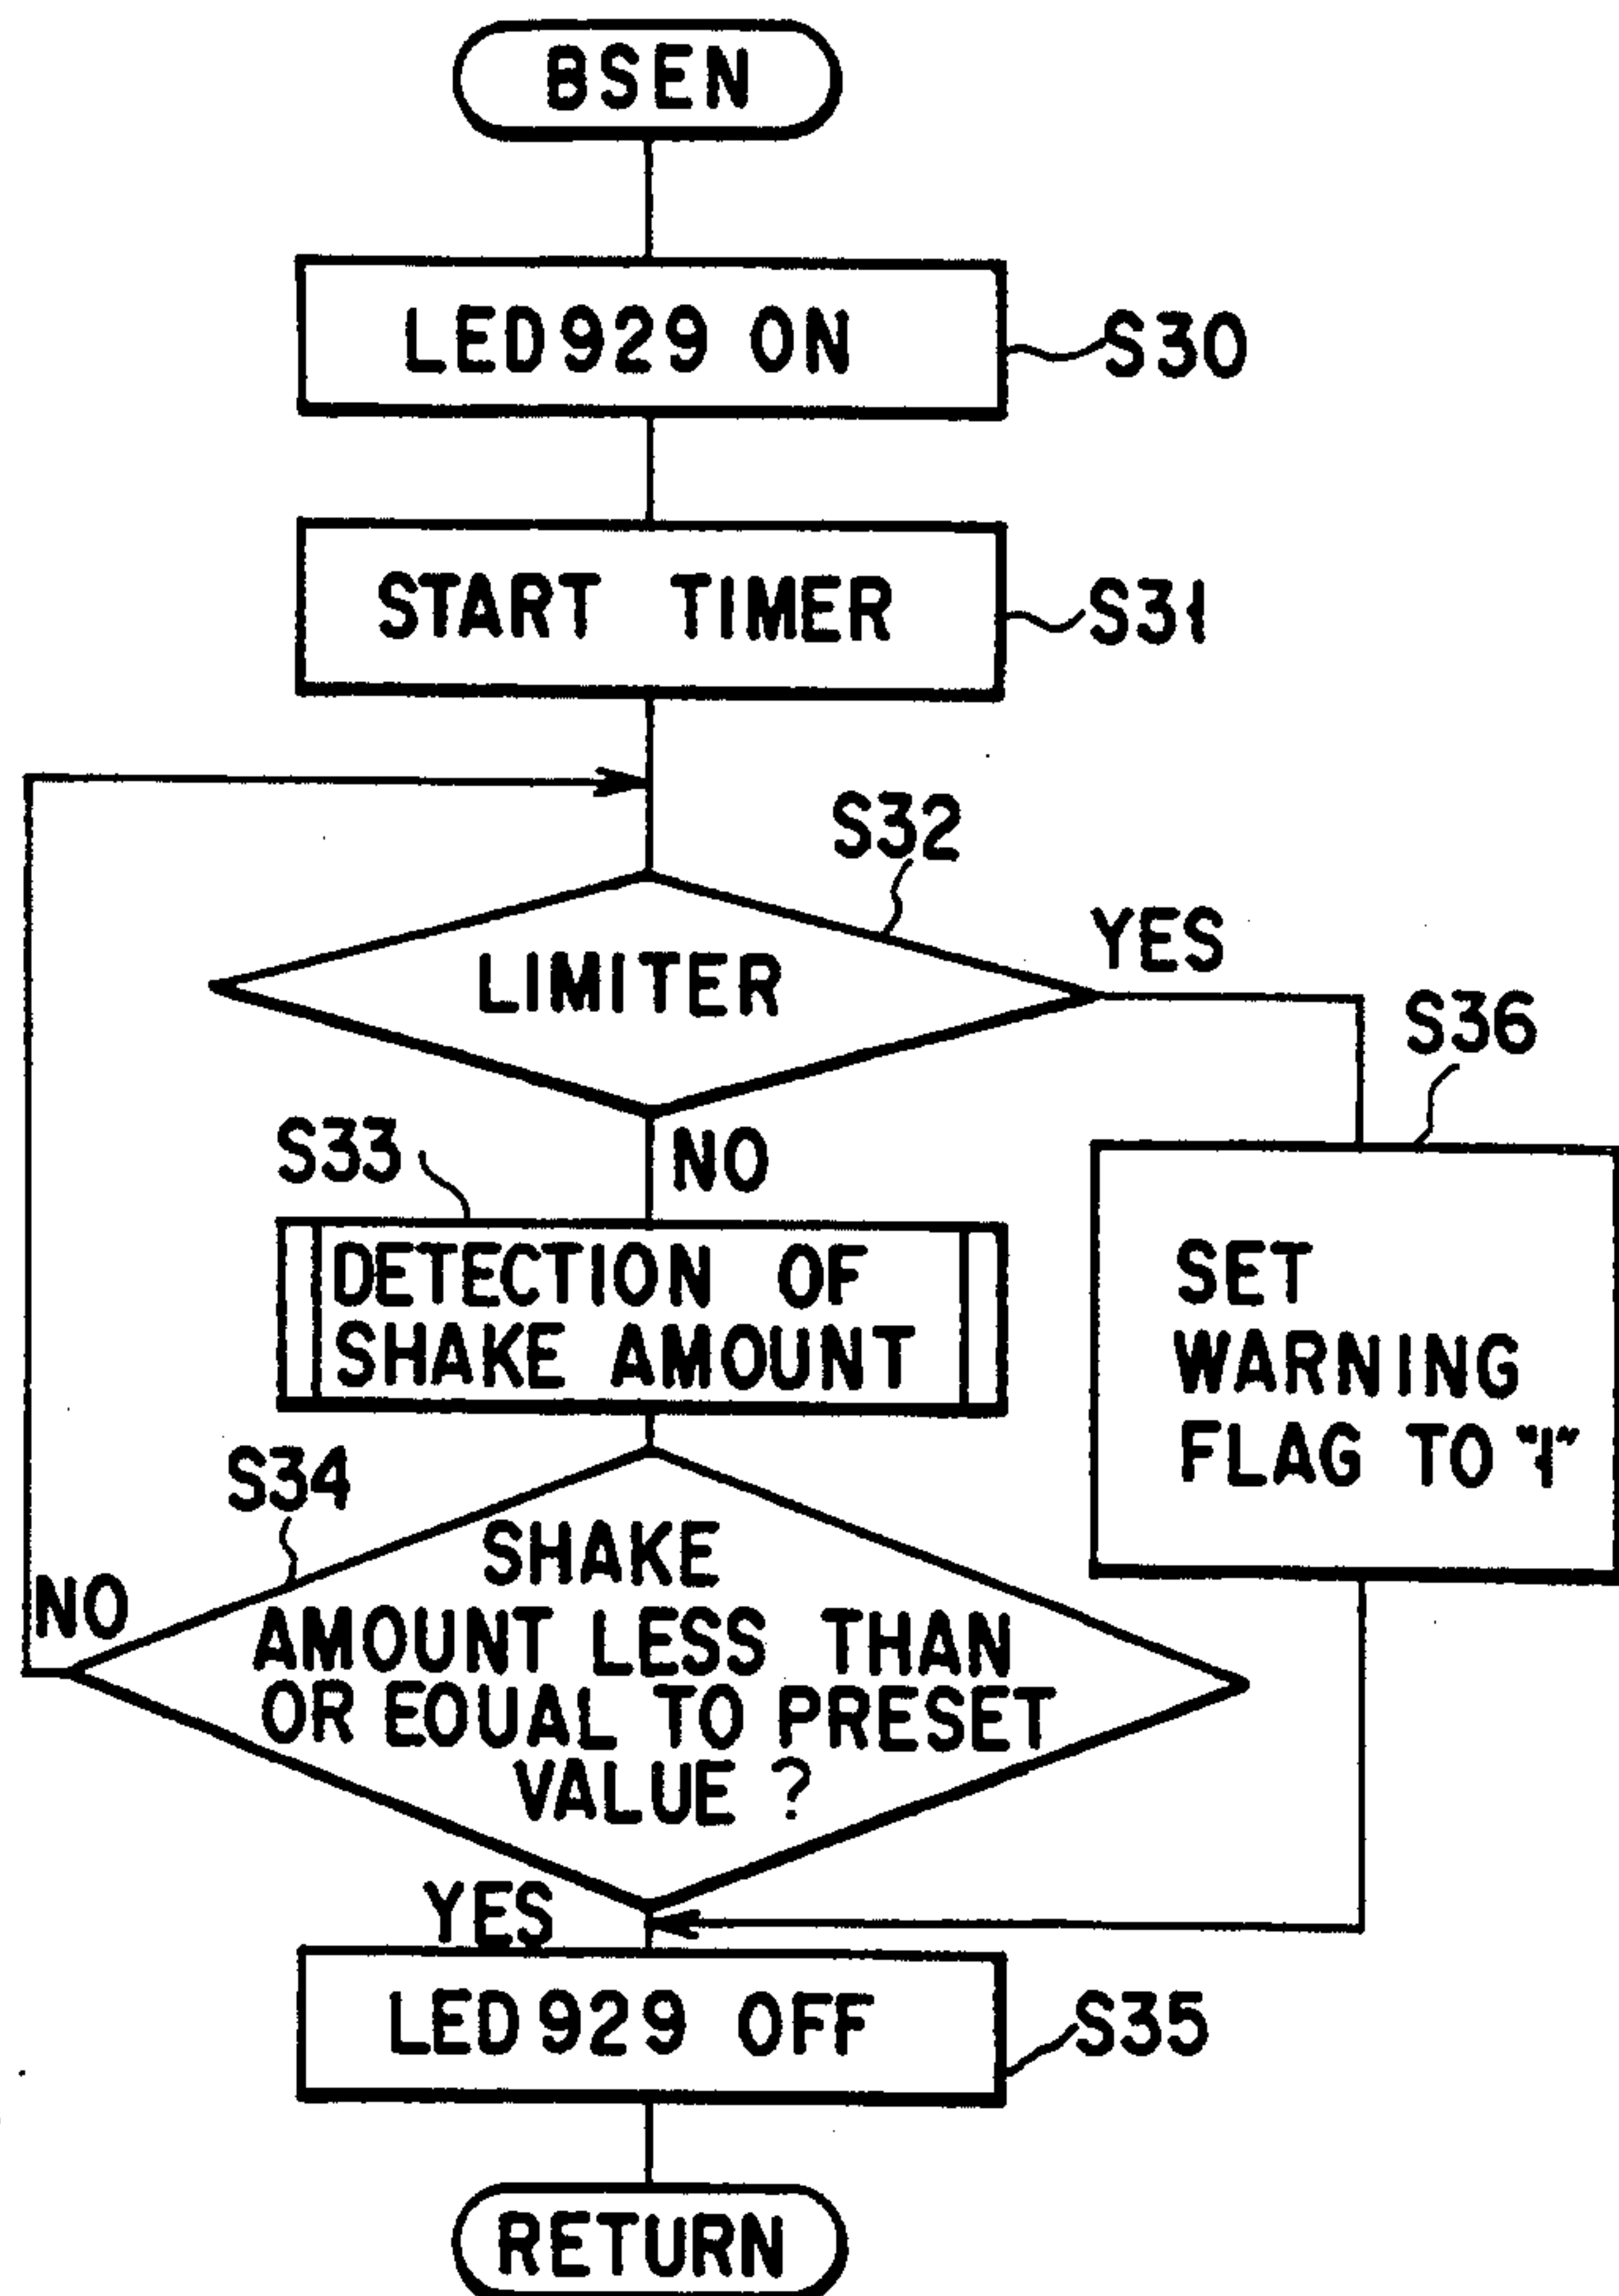 BSEN
LED929 ON
S30
START TIMER
S31
S32
LIMITER
YES
S36
S33
NO
DETECTION OF
SHAKE AMOUNT
SET
WARNING
FLAG TO "1"
S34
NO
SHAKE
AMOUNT LESS THAN
OR EQUAL TO PRESET
VALUE ?
YES
LED929 OFF
S35
RETURN